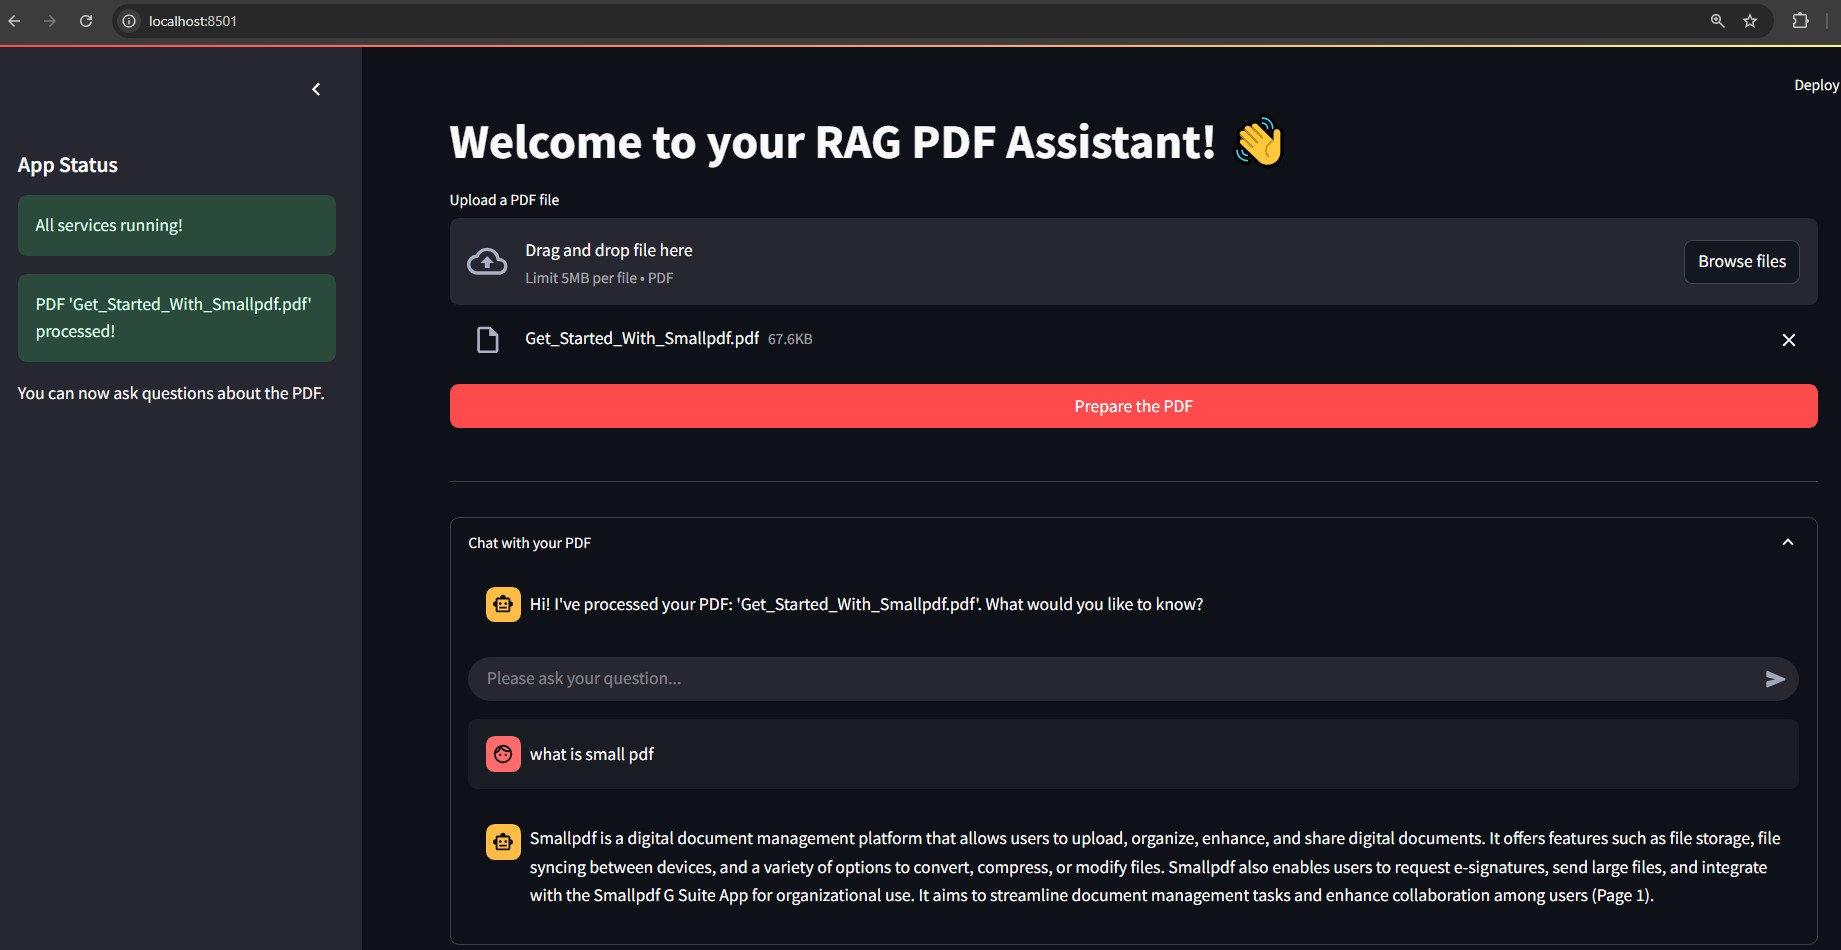 localhost:8501
Deploy
App Status
All services running!
PDF 'Get_Started_With_Smallpdf.pdf'
processed!
You can now ask questions about the PDF.
Welcome to your RAG PDF Assistant! 👋
Upload a PDF file
Drag and drop file here
Limit 5MB per file • PDF
Browse files
Get_Started_With_Smallpdf.pdf 67.6KB
Prepare the PDF
Chat with your PDF
Hi! I've processed your PDF: 'Get_Started_With_Smallpdf.pdf'. What would you like to know?
Please ask your question...
what is small pdf
Smallpdf is a digital document management platform that allows users to upload, organize, enhance, and share digital documents. It offers features such as file storage, file
syncing between devices, and a variety of options to convert, compress, or modify files. Smallpdf also enables users to request e-signatures, send large files, and integrate
with the Smallpdf G Suite App for organizational use. It aims to streamline document management tasks and enhance collaboration among users (Page 1).